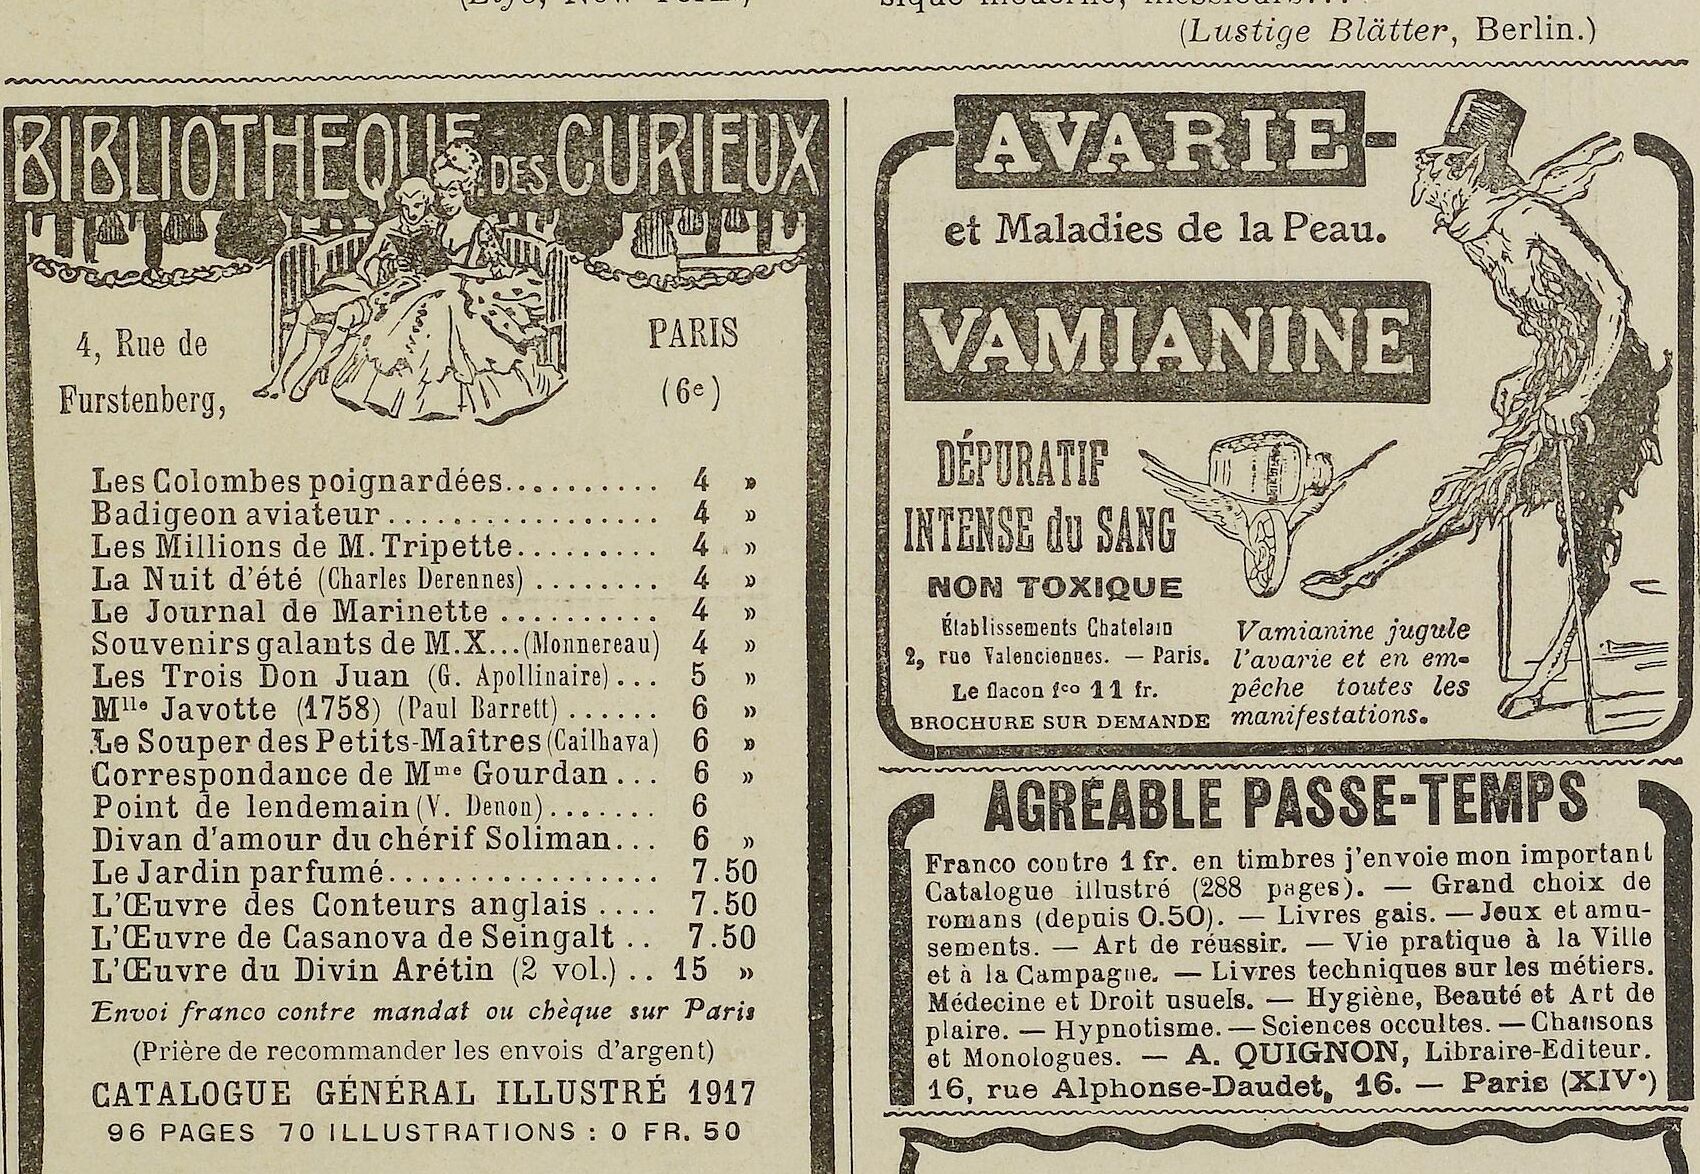 (Lustige Blätter, Berlin.)
BIBLIOTHEQUE DES CURIEUX
4, Rue de
Furstenberg,
PARIS
(6e)
Les Colombes poignardées.......... 4 »
Badigeon aviateur................. 4 »
Les Millions de M. Tripette......... 4 »
La Nuit d'été (Charles Derennes) ........ 4 »
Le Journal de Marinette .......... 4 »
Souvenirs galants de M. X...(Monnereau) 4 »
Les Trois Don Juan (G. Apollinaire)... 5 »
Mlle Javotte (1758) (Paul Barrett)...... 6 »
Le Souper des Petits-Maîtres (Cailhava) 6 »
Correspondance de Mme Gourdan... 6 »
Point de lendemain (V. Denon)....... 6
Divan d'amour du chérif Soliman... 6 »
Le Jardin parfumé................. 7.50
L'Œuvre des Conteurs anglais .... 7.50
L'Œuvre de Casanova de Seingalt .. 7.50
L'Œuvre du Divin Arétin (2 vol.) .. 15 »
Envoi franco contre mandat ou chèque sur Paris
(Prière de recommander les envois d'argent)
CATALOGUE GÉNÉRAL ILLUSTRÉ 1917
96 PAGES 70 ILLUSTRATIONS : 0 FR. 50
AVARIE
et Maladies de la Peau.
VAMIANINE
DÉPURATIF
INTENSE du SANG
NON TOXIQUE
Établissements Chatelain
2, rue Valenciennes. — Paris.
Le flacon fco 11 fr.
BROCHURE SUR DEMANDE
Vamianine jugule
l'avarie et en em-
pêche toutes les
manifestations.
AGRÉABLE PASSE-TEMPS
Franco contre 1 fr. en timbres j'envoie mon important
Catalogue illustré (288 pages). — Grand choix de
romans (depuis 0.50). — Livres gais. — Jeux et amu-
sements. — Art de réussir. — Vie pratique à la Ville
et à la Campagne. — Livres techniques sur les métiers.
Médecine et Droit usuels. — Hygiène, Beauté et Art de
plaire. — Hypnotisme. — Sciences occultes. — Chansons
et Monologues. — A. QUIGNON, Libraire-Editeur.
16, rue Alphonse-Daudet, 16. — Paris (XIVe)